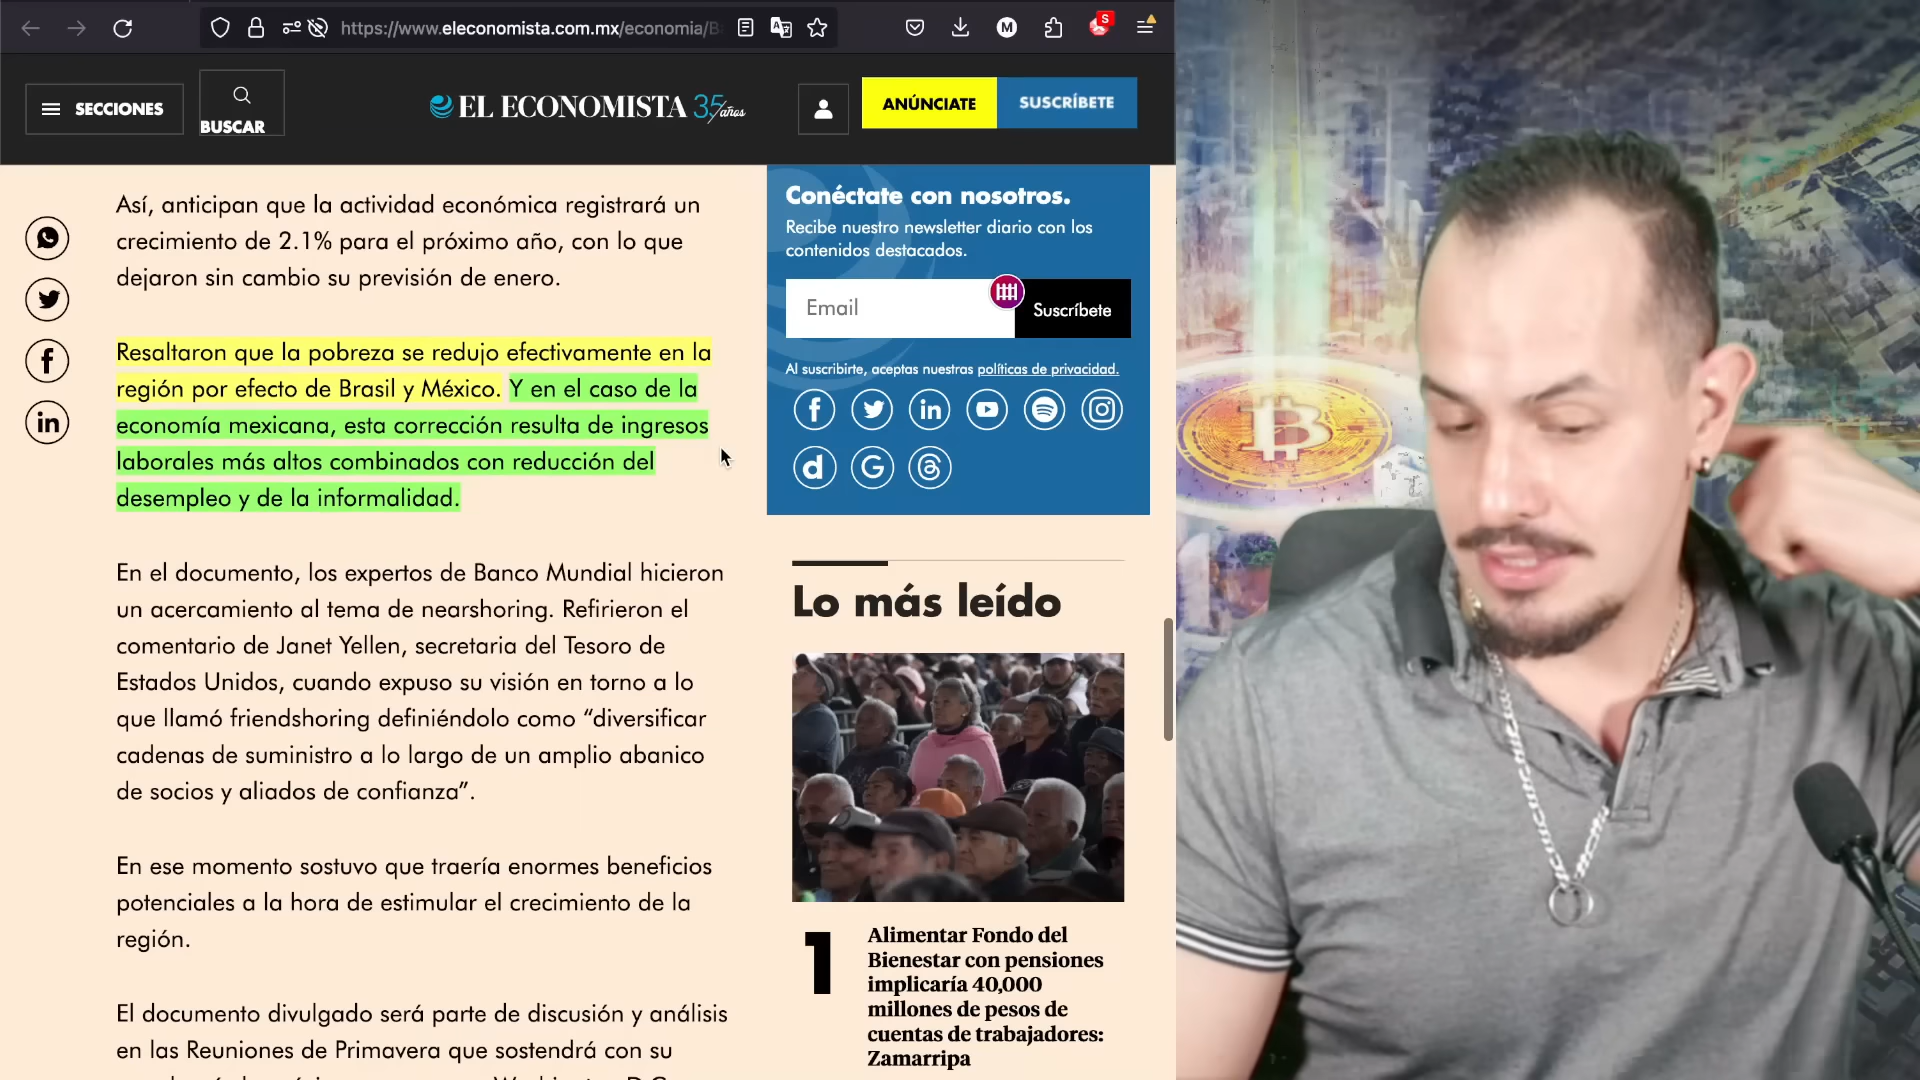 https://www.eleconomista.com.mx/economia/B
SECCIONES
BUSCAR
EL ECONOMISTA 35 años
ANÚNCIATE
SUSCRÍBETE
Así, anticipan que la actividad económica registrará un
crecimiento de 2.1% para el próximo año, con lo que
dejaron sin cambio su previsión de enero.
Resaltaron que la pobreza se redujo efectivamente en la
región por efecto de Brasil y México. Y en el caso de la
economía mexicana, esta corrección resulta de ingresos
laborales más altos combinados con reducción del
desempleo y de la informalidad.
En el documento, los expertos de Banco Mundial hicieron
un acercamiento al tema de nearshoring. Refirieron el
comentario de Janet Yellen, secretaria del Tesoro de
Estados Unidos, cuando expuso su visión en torno a lo
que llamó friendshoring definiéndolo como “diversificar
cadenas de suministro a lo largo de un amplio abanico
de socios y aliados de confianza”.
En ese momento sostuvo que traería enormes beneficios
potenciales a la hora de estimular el crecimiento de la
región.
El documento divulgado será parte de discusión y análisis
en las Reuniones de Primavera que sostendrá con su
Conéctate con nosotros.
Recibe nuestro newsletter diario con los
contenidos destacados.
Email
Suscríbete
Al suscribirte, aceptas nuestras políticas de privacidad.
Lo más leído
1
Alimentar Fondo del
Bienestar con pensiones
implicaría 40,000
millones de pesos de
cuentas de trabajadores:
Zamarripa